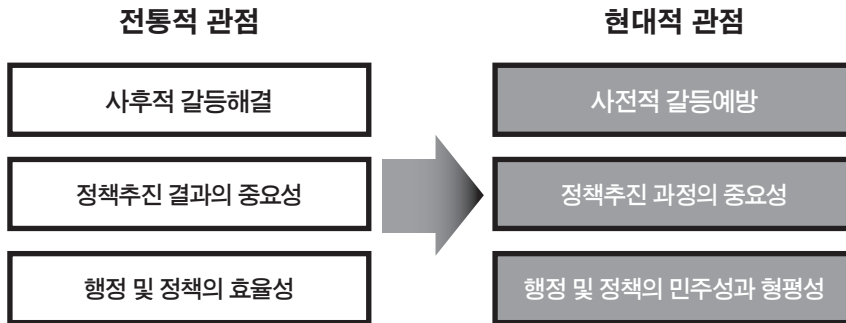 전통적 관점
현대적 관점
사후적 갈등해결
사전적 갈등예방
정책추진 결과의 중요성
정책추진 과정의 중요성
행정 및 정책의 효율성
행정 및 정책의 민주성과 형평성